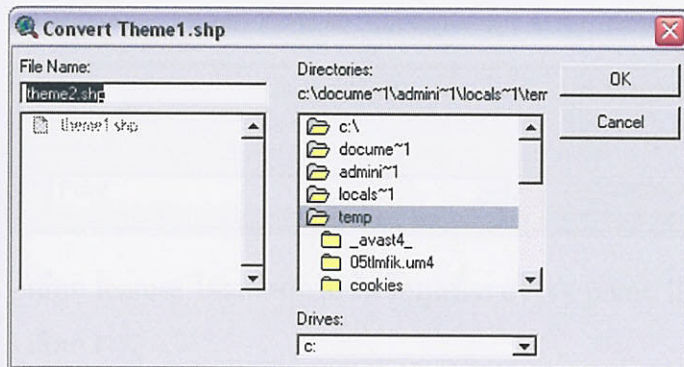 Convert Theme1.shp
File Name:
theme2.shp
theme1.shp
Directories:
c:\docume~1\admini~1\locals~1\tem
c:\
docume~1
admini~1
locals~1
temp
_avast4_
05tlmfik.um4
cookies
Drives:
c:
OK
Cancel